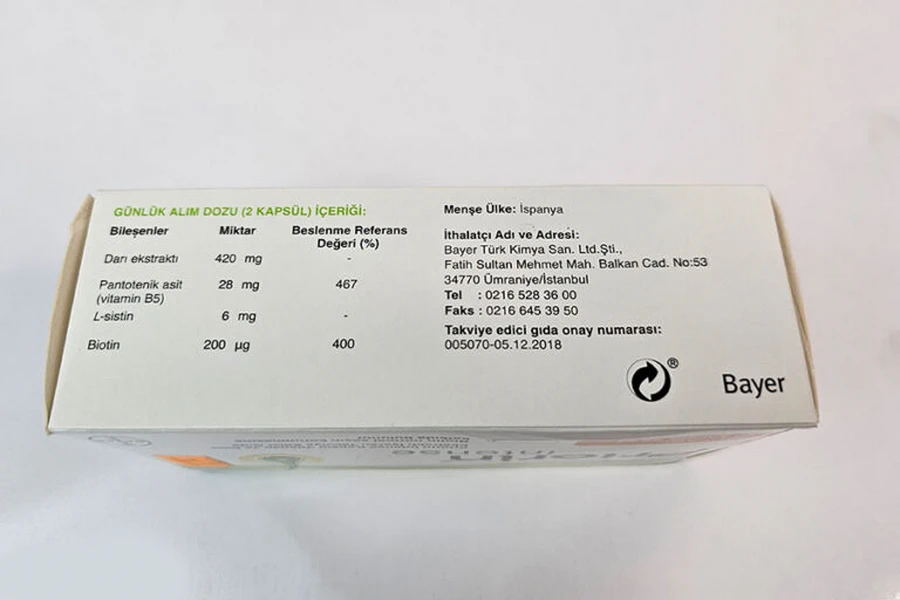 GÜNLÜK ALIM DOZU (2 KAPSÜL) İÇERİĞİ:
Bileşenler Miktar Beslenme Referans
Değeri (%)
Darı ekstraktı 420 mg -
Pantotenik asit 28 mg 467
(vitamin B5)
L-sistin 6 mg -
Biotin 200 µg 400
Menşe Ülke: İspanya
İthalatçı Adı ve Adresi:
Bayer Türk Kimya San. Ltd.Şti.,
Fatih Sultan Mehmet Mah. Balkan Cad. No:53
34770 Ümraniye/İstanbul
Tel : 0216 528 36 00
Faks : 0216 645 39 50
Takviye edici gıda onay numarası:
005070-05.12.2018
®
Bayer
intense